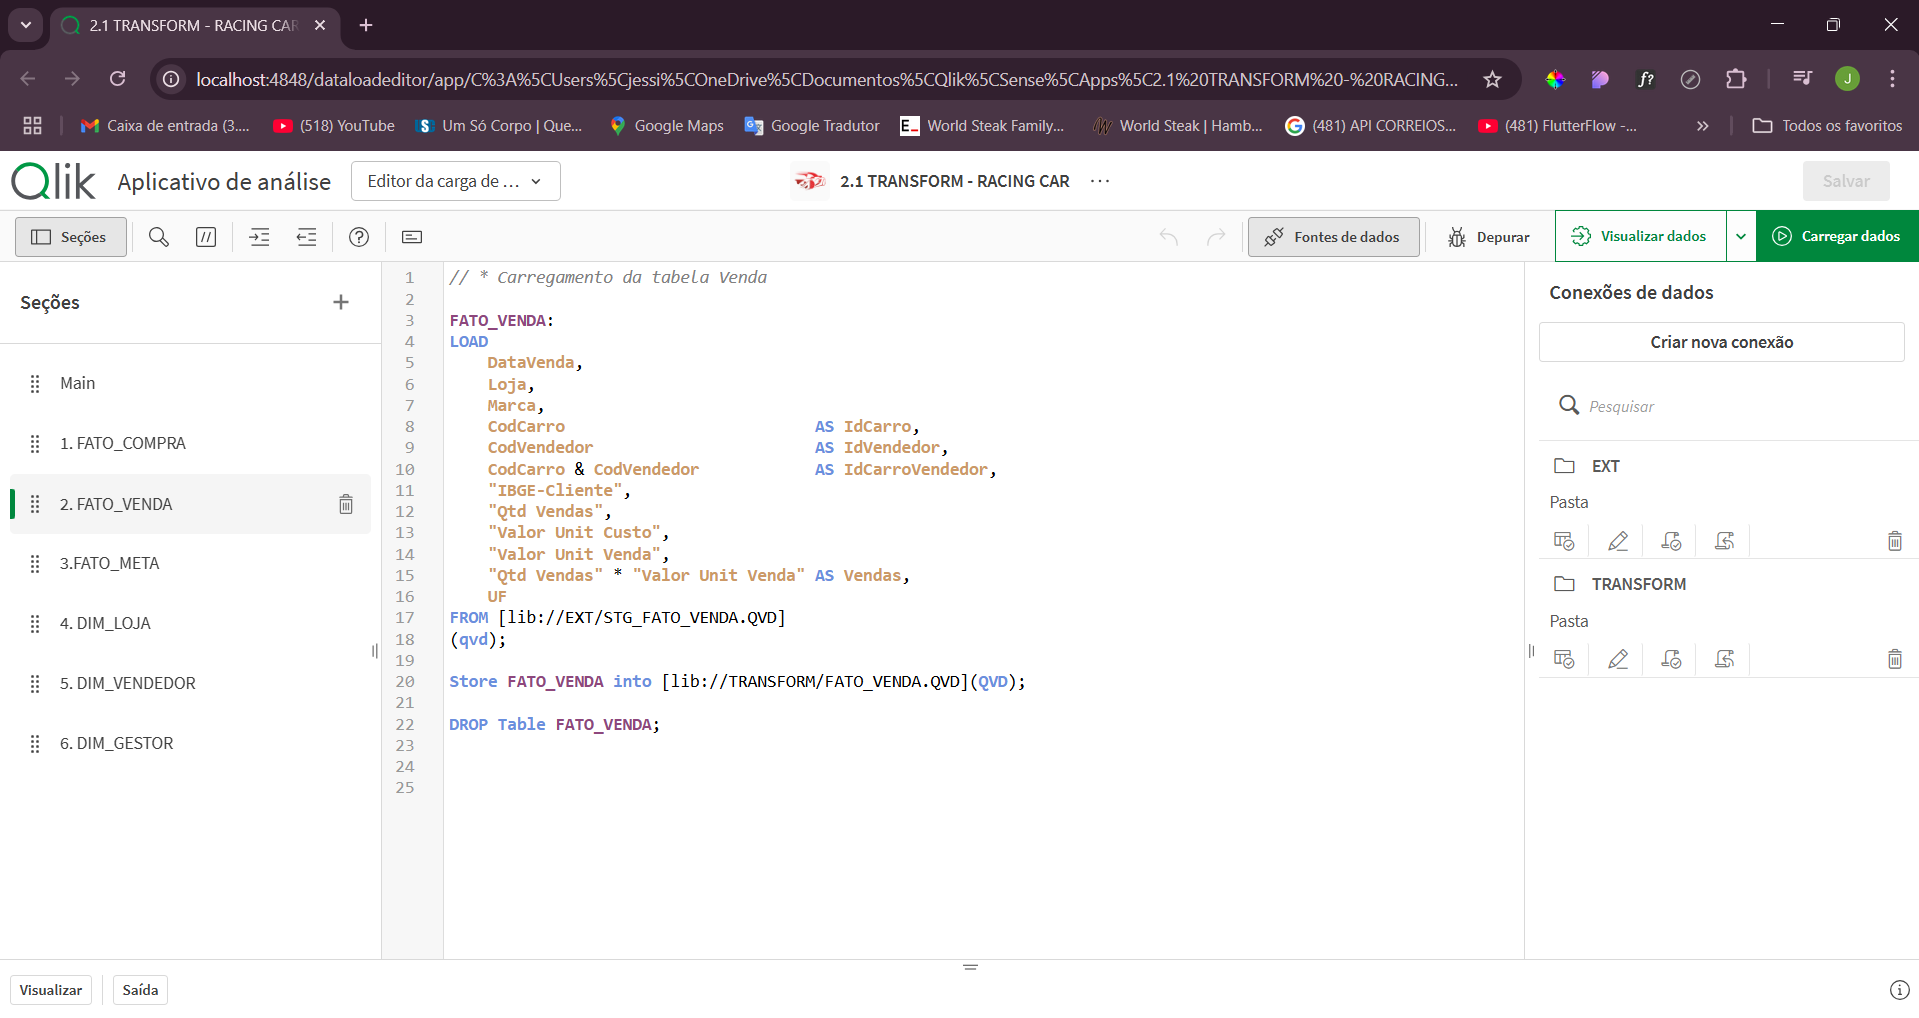 2.1 TRANSFORM - RACING CAR
localhost:4848/dataloadeditor/app/C%3A%5CUsers%5Cjessi%5COneDrive%5CDocumentos%5CQlik%5CSense%5CApps%5C2.1%20TRANSFORM%20-%20RACING...
J
Caixa de entrada (3....
(518) YouTube
Um Só Corpo | Que...
Google Maps
Google Tradutor
World Steak Family...
World Steak | Hamb...
(481) API CORREIOS...
(481) FlutterFlow -...
Todos os favoritos
Qlik
Aplicativo de análise
Editor da carga de ...
2.1 TRANSFORM - RACING CAR
Salvar
Seções
Fontes de dados
Depurar
Visualizar dados
Carregar dados
Seções
Main
1. FATO_COMPRA
2. FATO_VENDA
3.FATO_META
4. DIM_LOJA
5. DIM_VENDEDOR
6. DIM_GESTOR
1 // * Carregamento da tabela Venda
2
3 FATO_VENDA:
4 LOAD
5 DataVenda,
6 Loja,
7 Marca,
8 CodCarro AS IdCarro,
9 CodVendedor AS IdVendedor,
10 CodCarro & CodVendedor AS IdCarroVendedor,
11 "IBGE-Cliente",
12 "Qtd Vendas",
13 "Valor Unit Custo",
14 "Valor Unit Venda",
15 "Qtd Vendas" * "Valor Unit Venda" AS Vendas,
16 UF
17 FROM [lib://EXT/STG_FATO_VENDA.QVD]
18 (qvd);
19
20 Store FATO_VENDA into [lib://TRANSFORM/FATO_VENDA.QVD](QVD);
21
22 DROP Table FATO_VENDA;
23
24
25
Conexões de dados
Criar nova conexão
Pesquisar
EXT
Pasta
TRANSFORM
Pasta
Visualizar
Saída